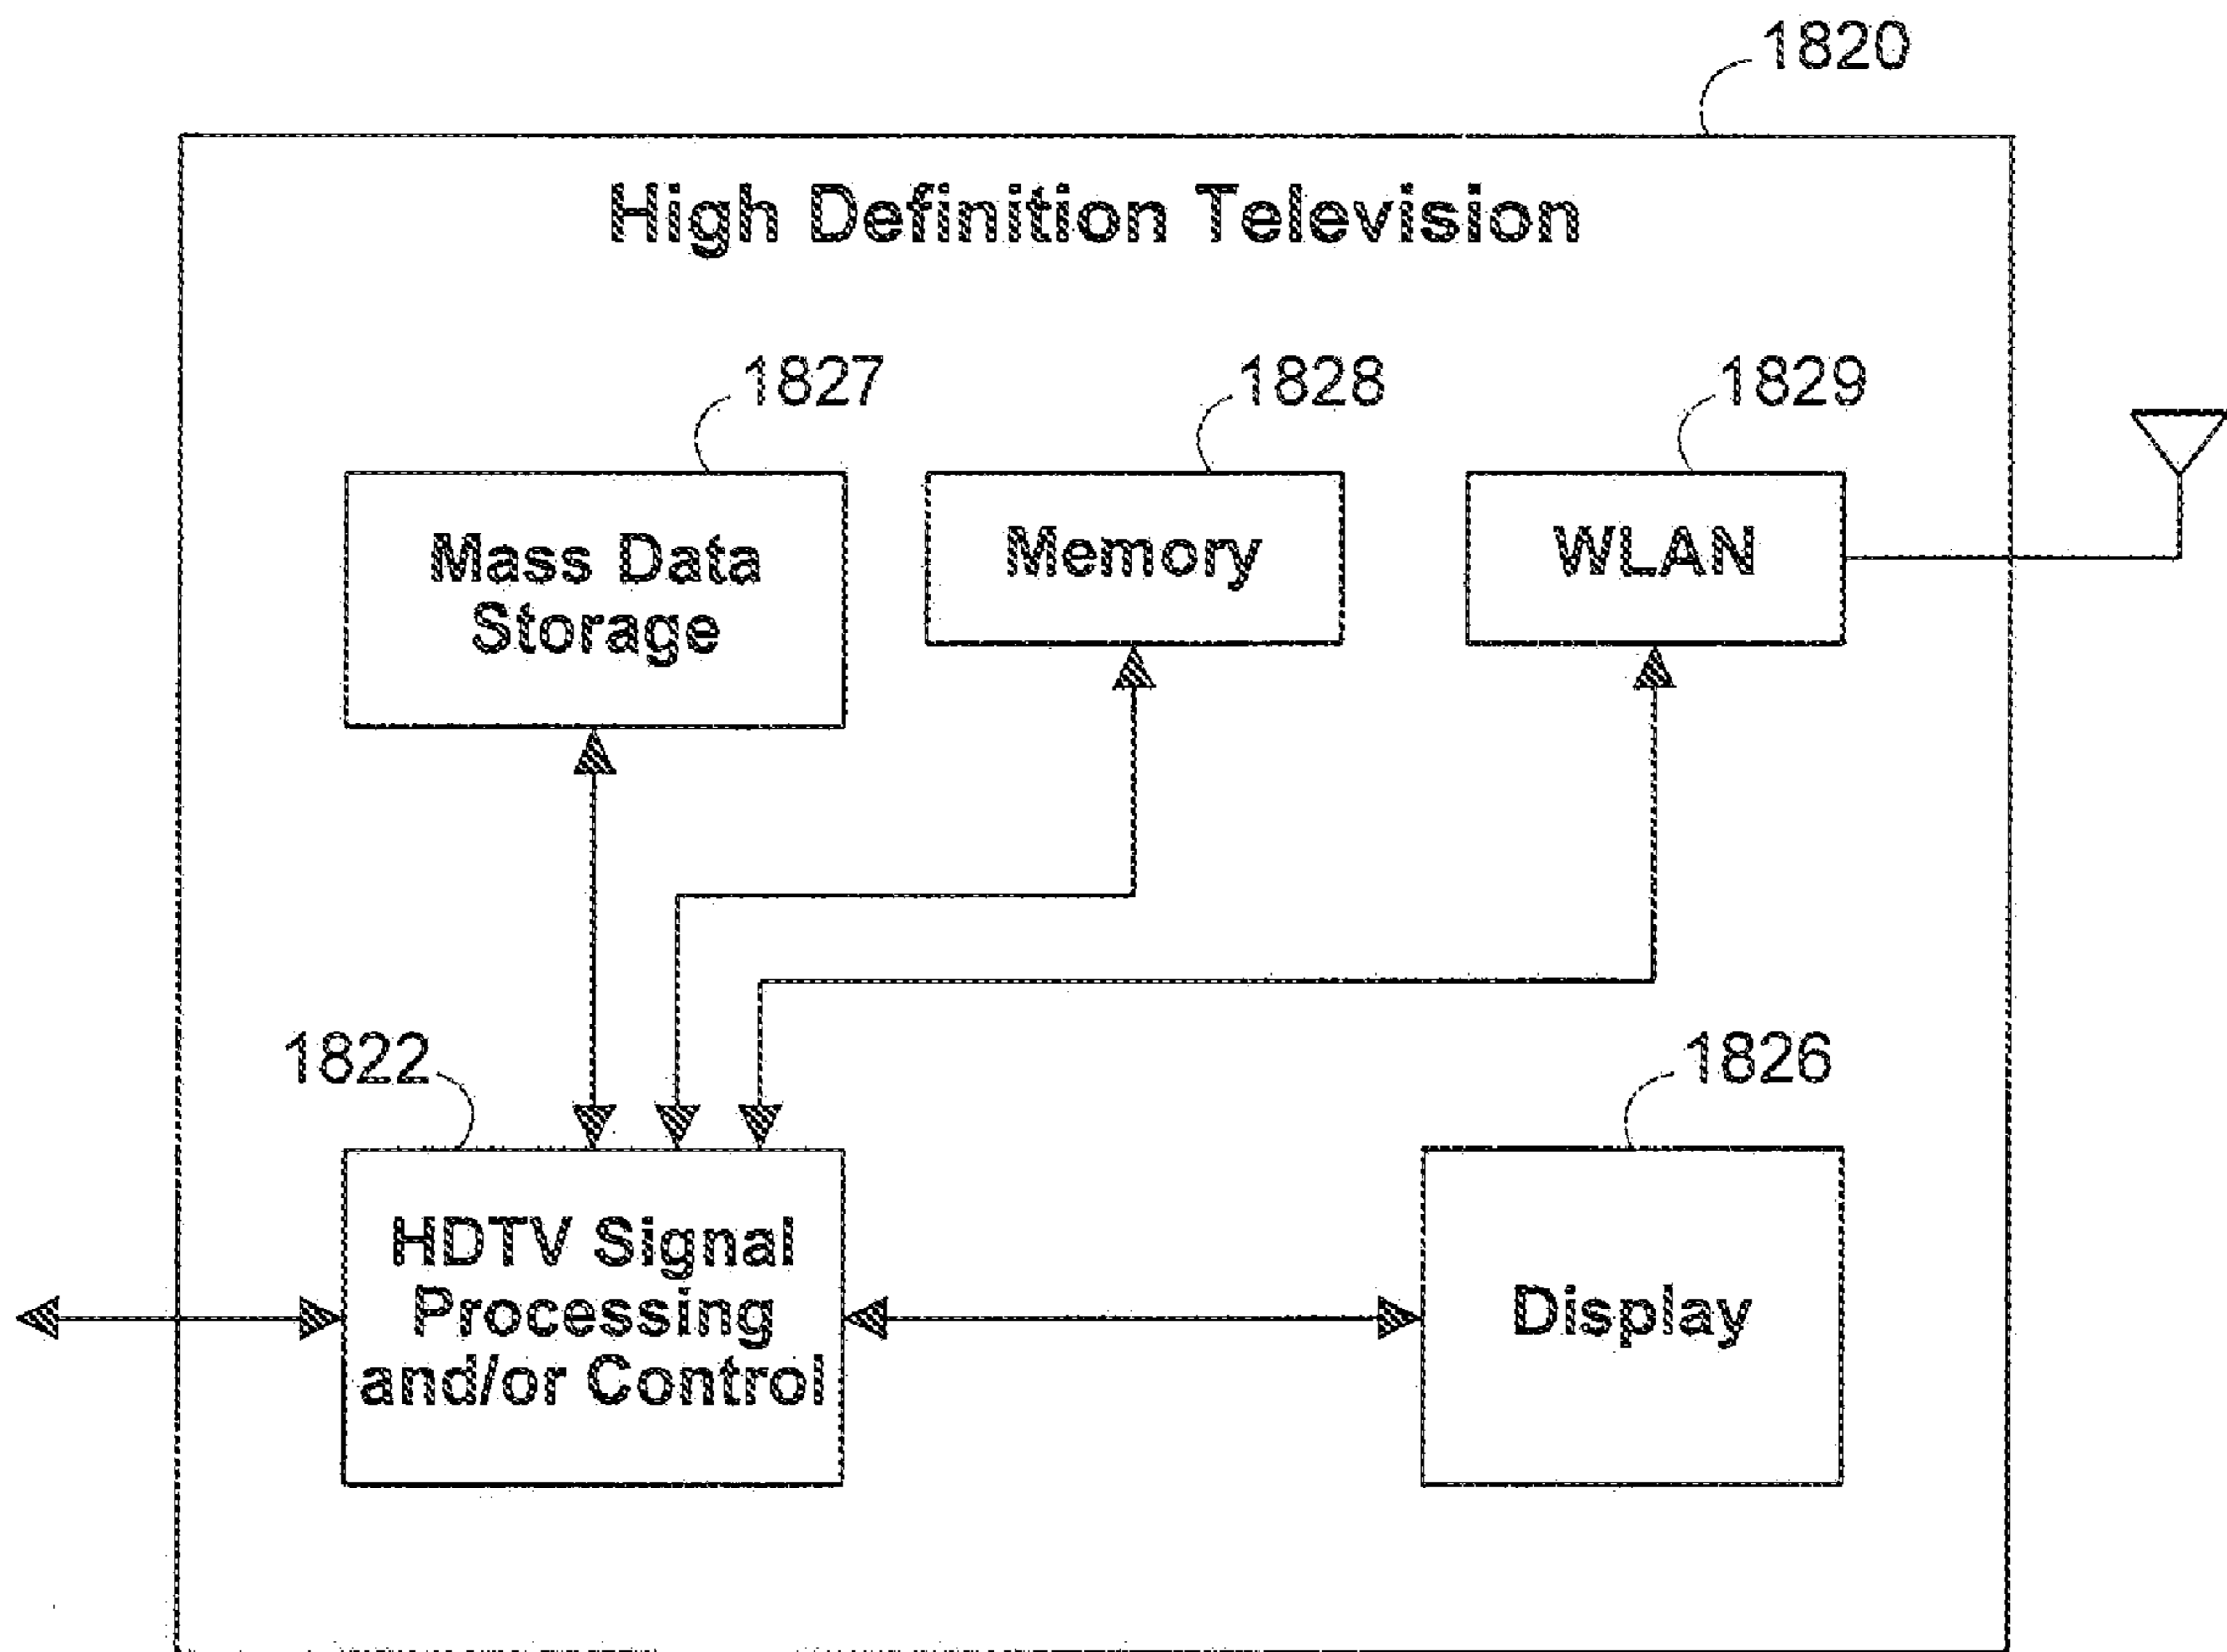 1820
High Definition Television
1827
1828
1829
Mass Data
Storage
Memory
WLAN
1822
1826
HDTV Signal
Processing
and/or Control
Display